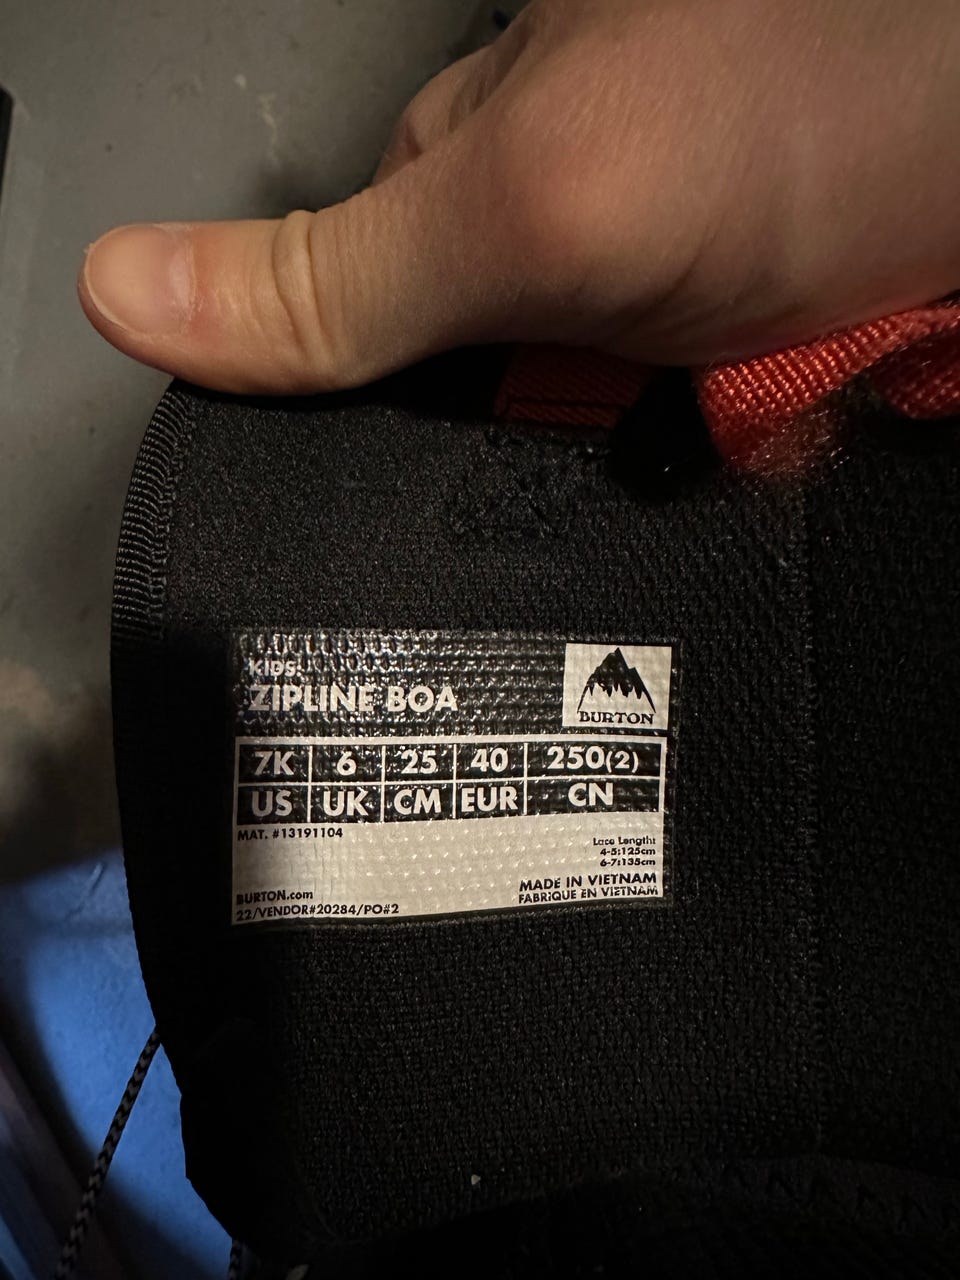 KIDS'
ZIPLINE BOA
BURTON
7K 6 25 40 250(2)
US UK CM EUR CN
MAT. #13191104
Lace Length:
4-5:125cm
6-7:135cm
BURTON.com
22/VENDOR#20284/PO#2
MADE IN VIETNAM
FABRIQUÉ EN VIETNAM